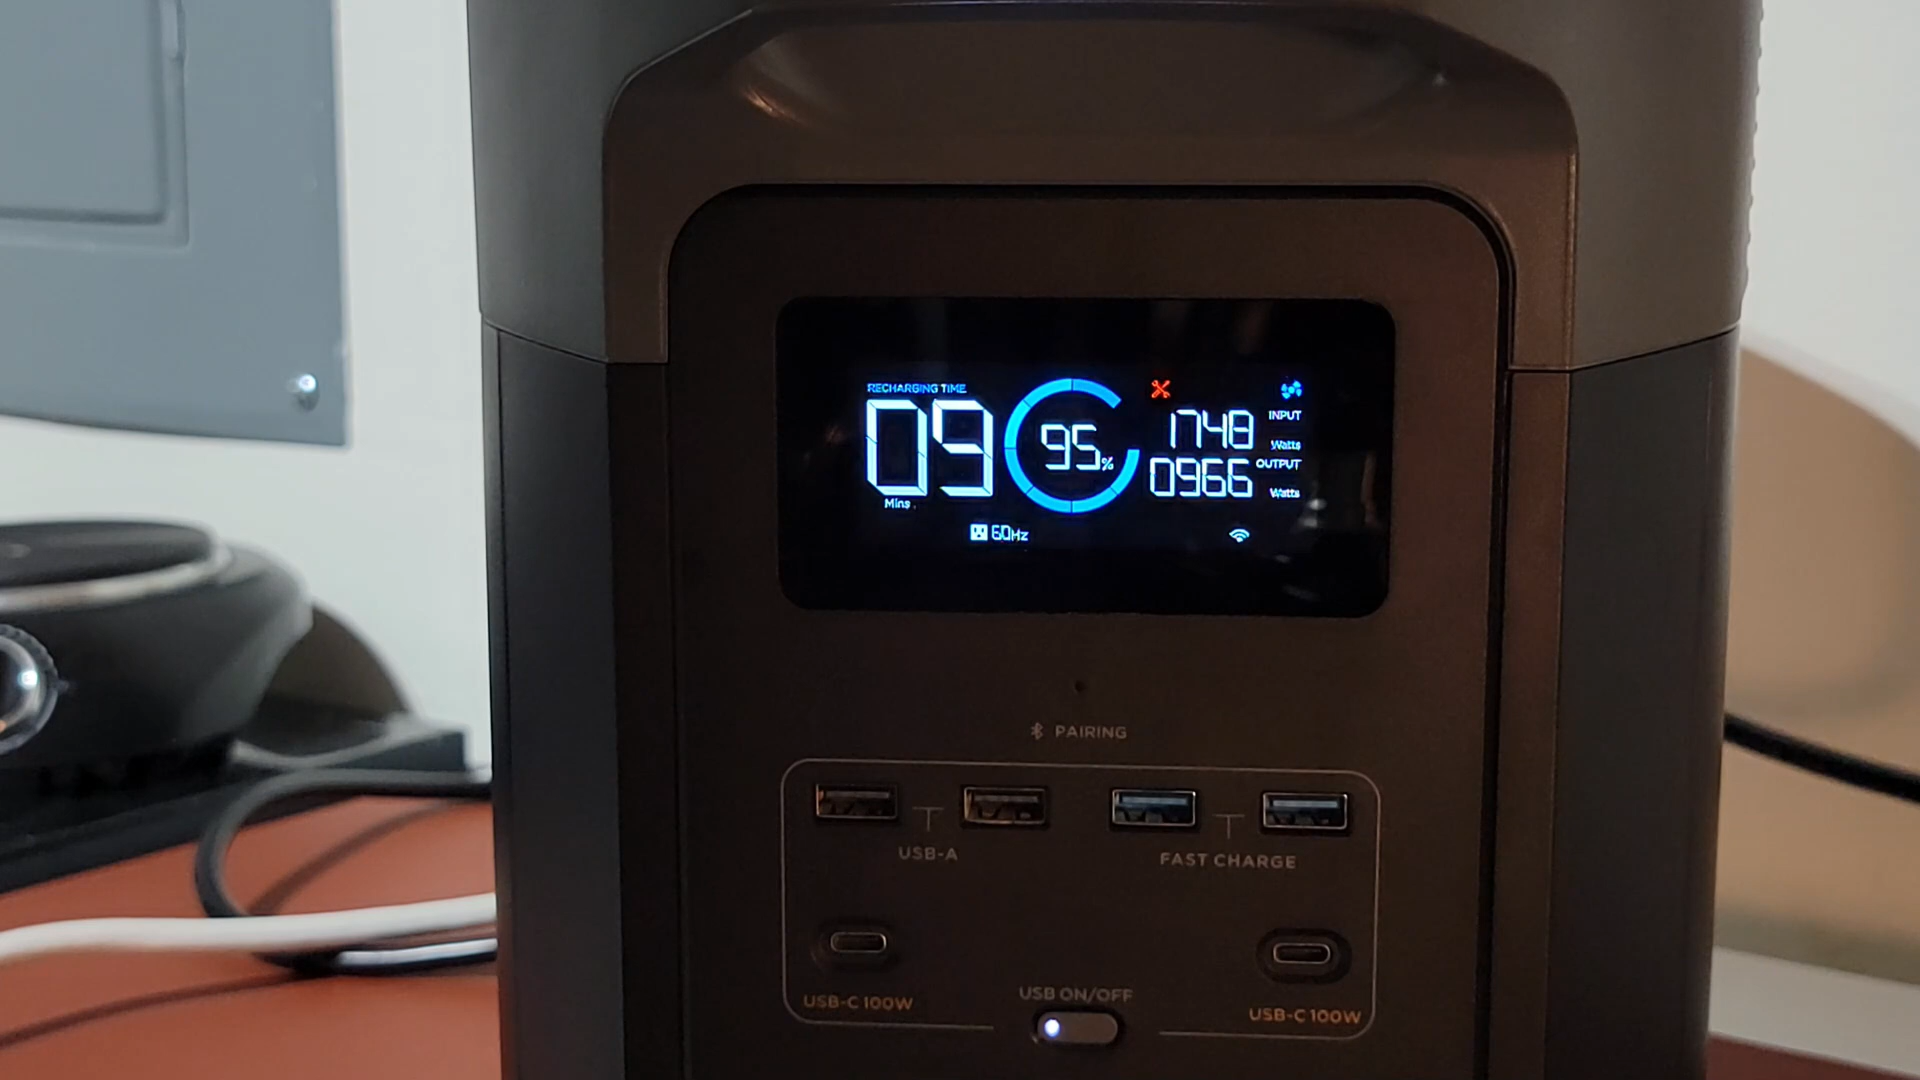 RECHARGING TIME
09
Mins
95%
1748
INPUT
Watts
0966
OUTPUT
Watts
60Hz
PAIRING
USB-A
FAST CHARGE
USB-C 100W
USB ON/OFF
USB-C 100W